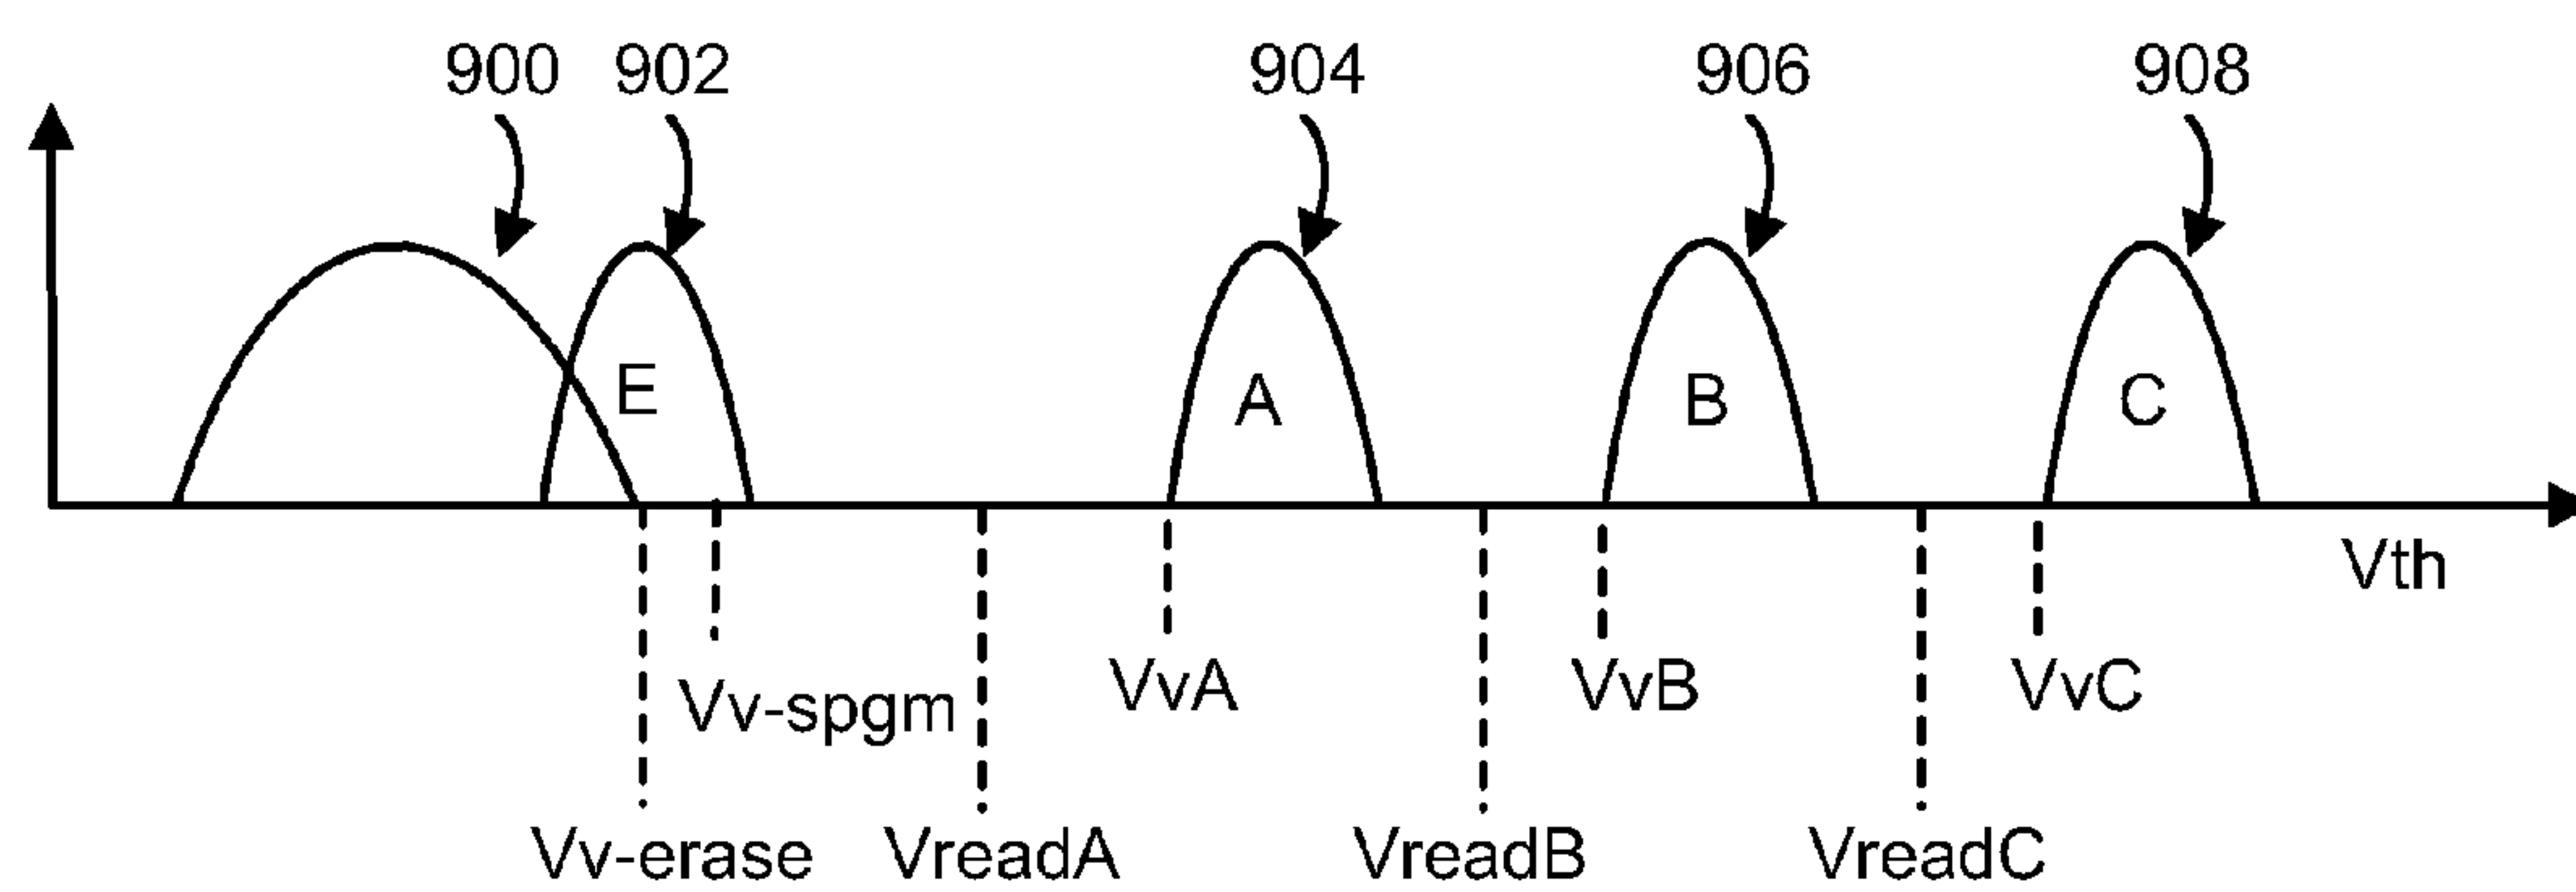 900 902 904 906 908
E A B C
Vth
Vv-spgm VvA VvB VvC
Vv-erase VreadA VreadB VreadC